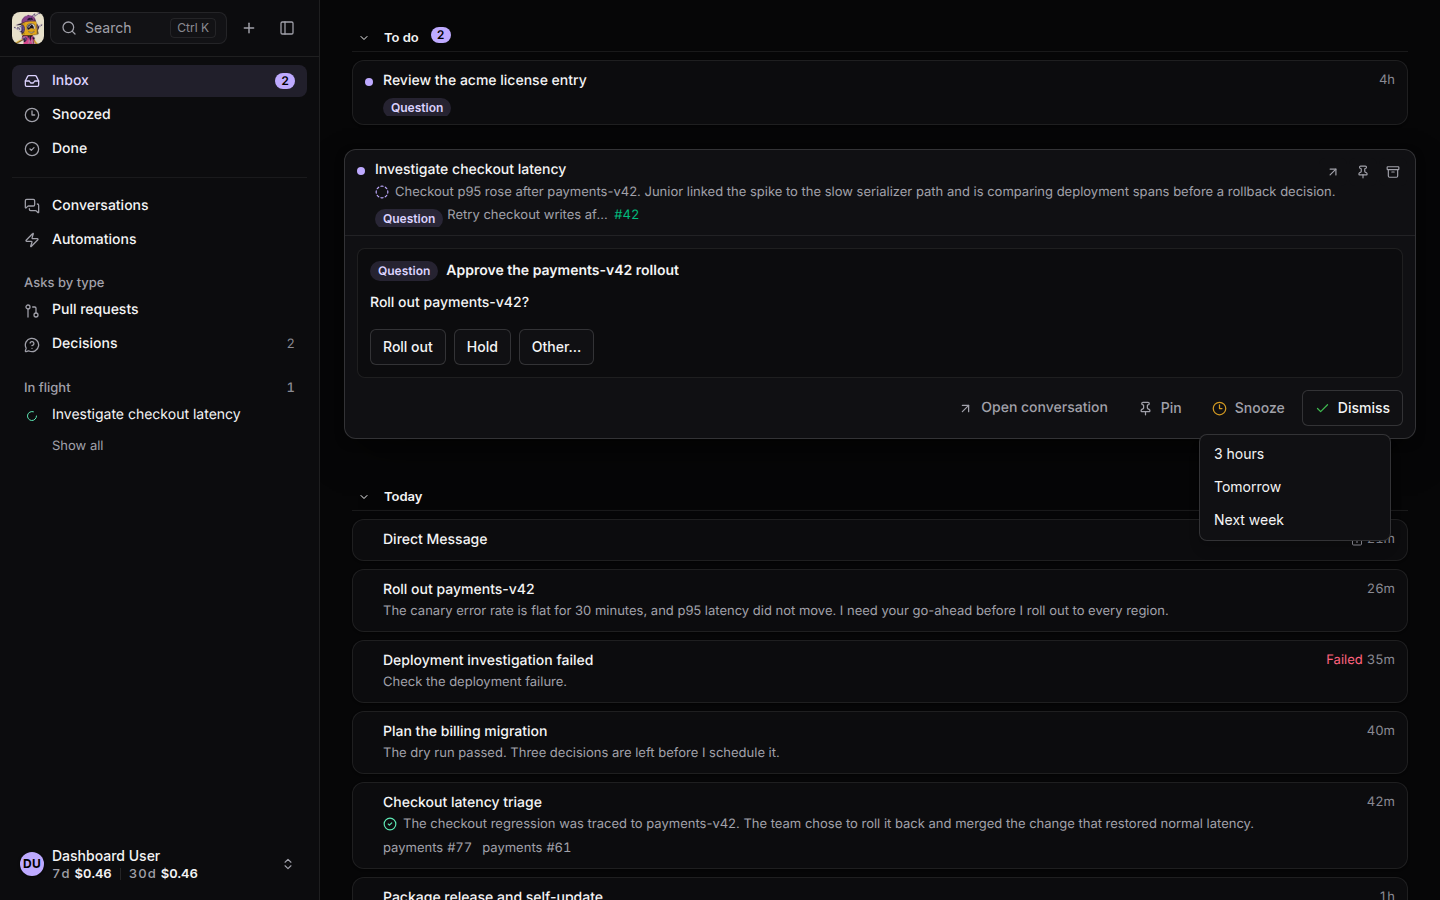 Search Ctrl K
Inbox 2
Snoozed
Done
Conversations
Automations
Asks by type
Pull requests
Decisions 2
In flight 1
Investigate checkout latency
Show all
DU Dashboard User
7d $0.46 30d $0.46
To do 2
Review the acme license entry 4h
Question
Investigate checkout latency
Checkout p95 rose after payments-v42. Junior linked the spike to the slow serializer path and is comparing deployment spans before a rollback decision.
Question Retry checkout writes af... #42
Question Approve the payments-v42 rollout
Roll out payments-v42?
Roll out Hold Other...
Open conversation Pin Snooze Dismiss
3 hours
Tomorrow
Next week
Today
Direct Message
Roll out payments-v42 26m
The canary error rate is flat for 30 minutes, and p95 latency did not move. I need your go-ahead before I roll out to every region.
Deployment investigation failed Failed 35m
Check the deployment failure.
Plan the billing migration 40m
The dry run passed. Three decisions are left before I schedule it.
Checkout latency triage 42m
The checkout regression was traced to payments-v42. The team chose to roll it back and merged the change that restored normal latency.
payments #77 payments #61
Package release and self-update 1h